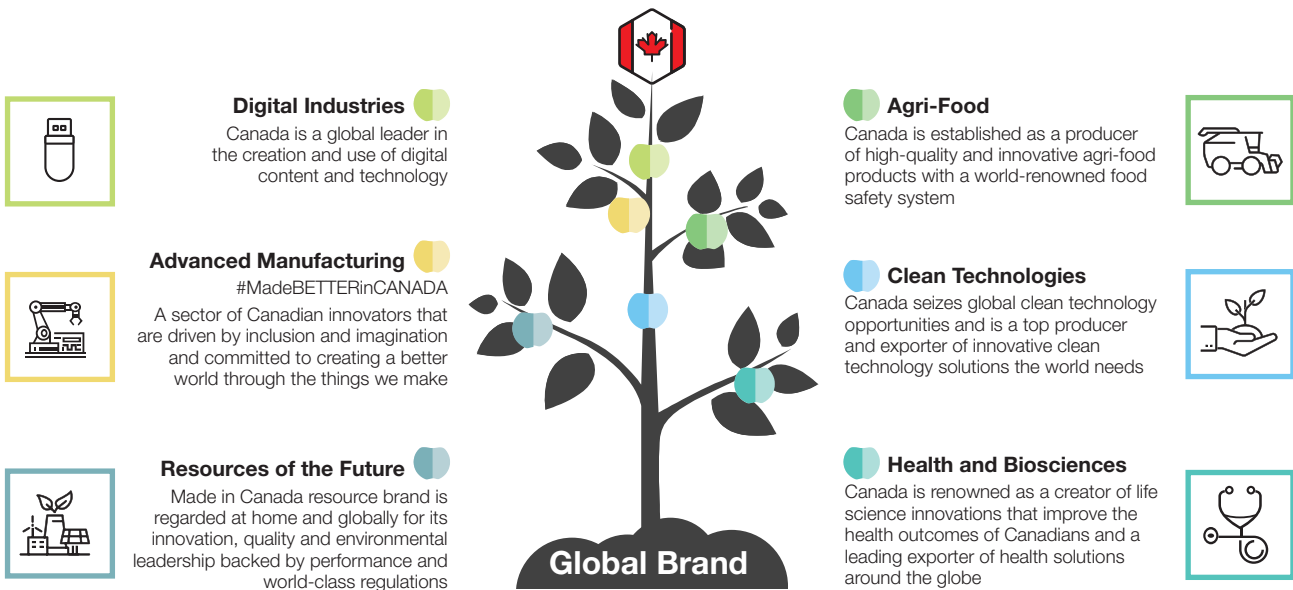 Digital Industries
Canada is a global leader in
the creation and use of digital
content and technology
Advanced Manufacturing
#MadeBETTERinCANADA
A sector of Canadian innovators that
are driven by inclusion and imagination
and committed to creating a better
world through the things we make
Resources of the Future
Made in Canada resource brand is
regarded at home and globally for its
innovation, quality and environmental
leadership backed by performance and
world-class regulations
Agri-Food
Canada is established as a producer
of high-quality and innovative agri-food
products with a world-renowned food
safety system
Clean Technologies
Canada seizes global clean technology
opportunities and is a top producer
and exporter of innovative clean
technology solutions the world needs
Health and Biosciences
Canada is renowned as a creator of life
science innovations that improve the
health outcomes of Canadians and a
leading exporter of health solutions
around the globe
Global Brand